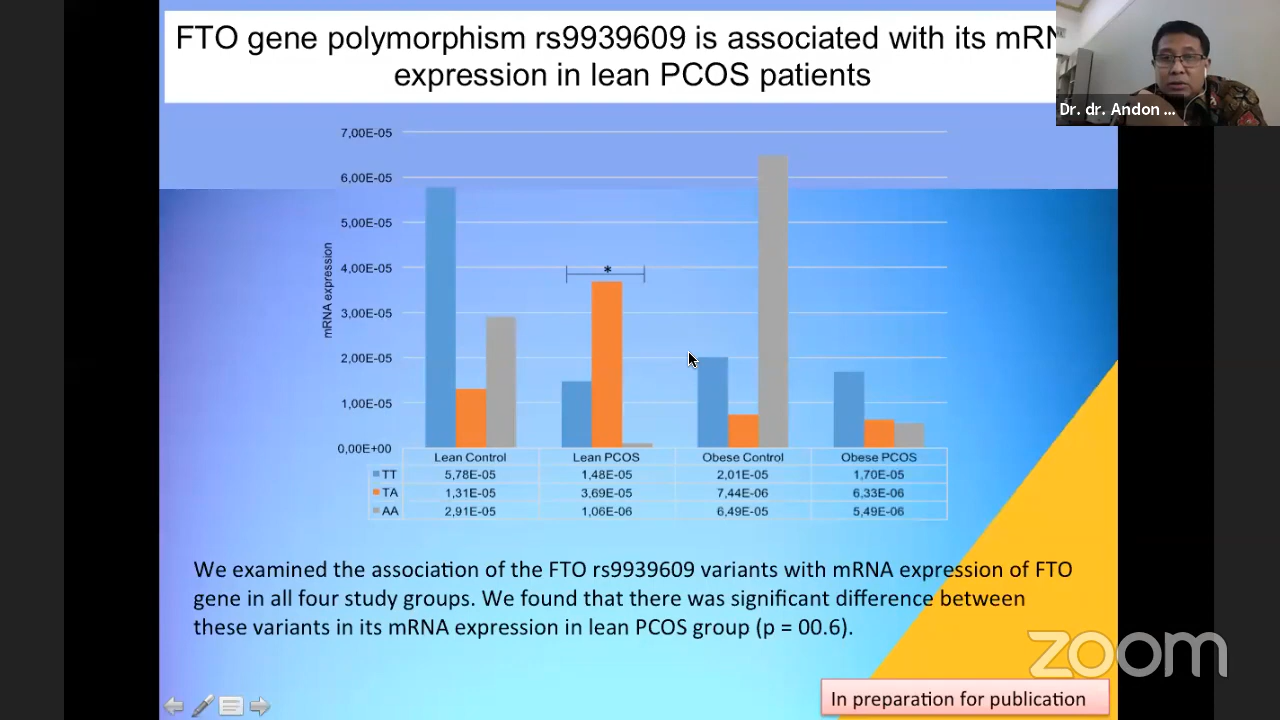 FTO gene polymorphism rs9939609 is associated with its mRN
expression in lean PCOS patients
Dr. dr. Andon ...
7,00E-05
6,00E-05
5,00E-05
4,00E-05
3,00E-05
2,00E-05
1,00E-05
0,00E+00
mRNA expression
*
Lean Control Lean PCOS Obese Control Obese PCOS
TT 5,78E-05 1,48E-05 2,01E-05 1,70E-05
TA 1,31E-05 3,69E-05 7,44E-06 6,33E-06
AA 2,91E-05 1,06E-06 6,49E-05 5,49E-06
We examined the association of the FTO rs9939609 variants with mRNA expression of FTO
gene in all four study groups. We found that there was significant difference between
these variants in its mRNA expression in lean PCOS group (p = 00.6).
zoom
In preparation for publication